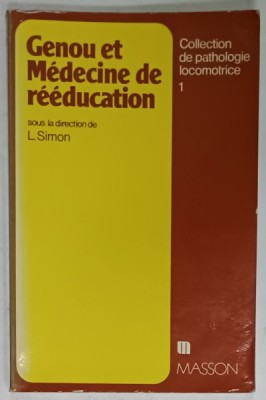 Genou et
Médecine de
rééducation
sous la direction de
L. Simon
Collection
de pathologie
locomotrice
1
m
MASSON